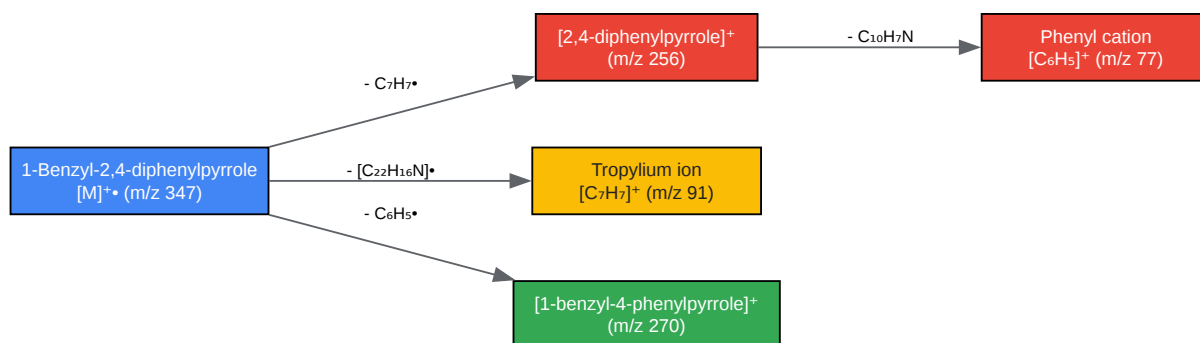 [2,4-diphenylpyrrole]⁺
(m/z 256)
- C₁₀H₇N
Phenyl cation
[C₆H₅]⁺ (m/z 77)
- C₇H₇•
1-Benzyl-2,4-diphenylpyrrole
[M]⁺• (m/z 347)
- [C₂₂H₁₆N]•
Tropylium ion
[C₇H₇]⁺ (m/z 91)
- C₆H₅•
[1-benzyl-4-phenylpyrrole]⁺
(m/z 270)